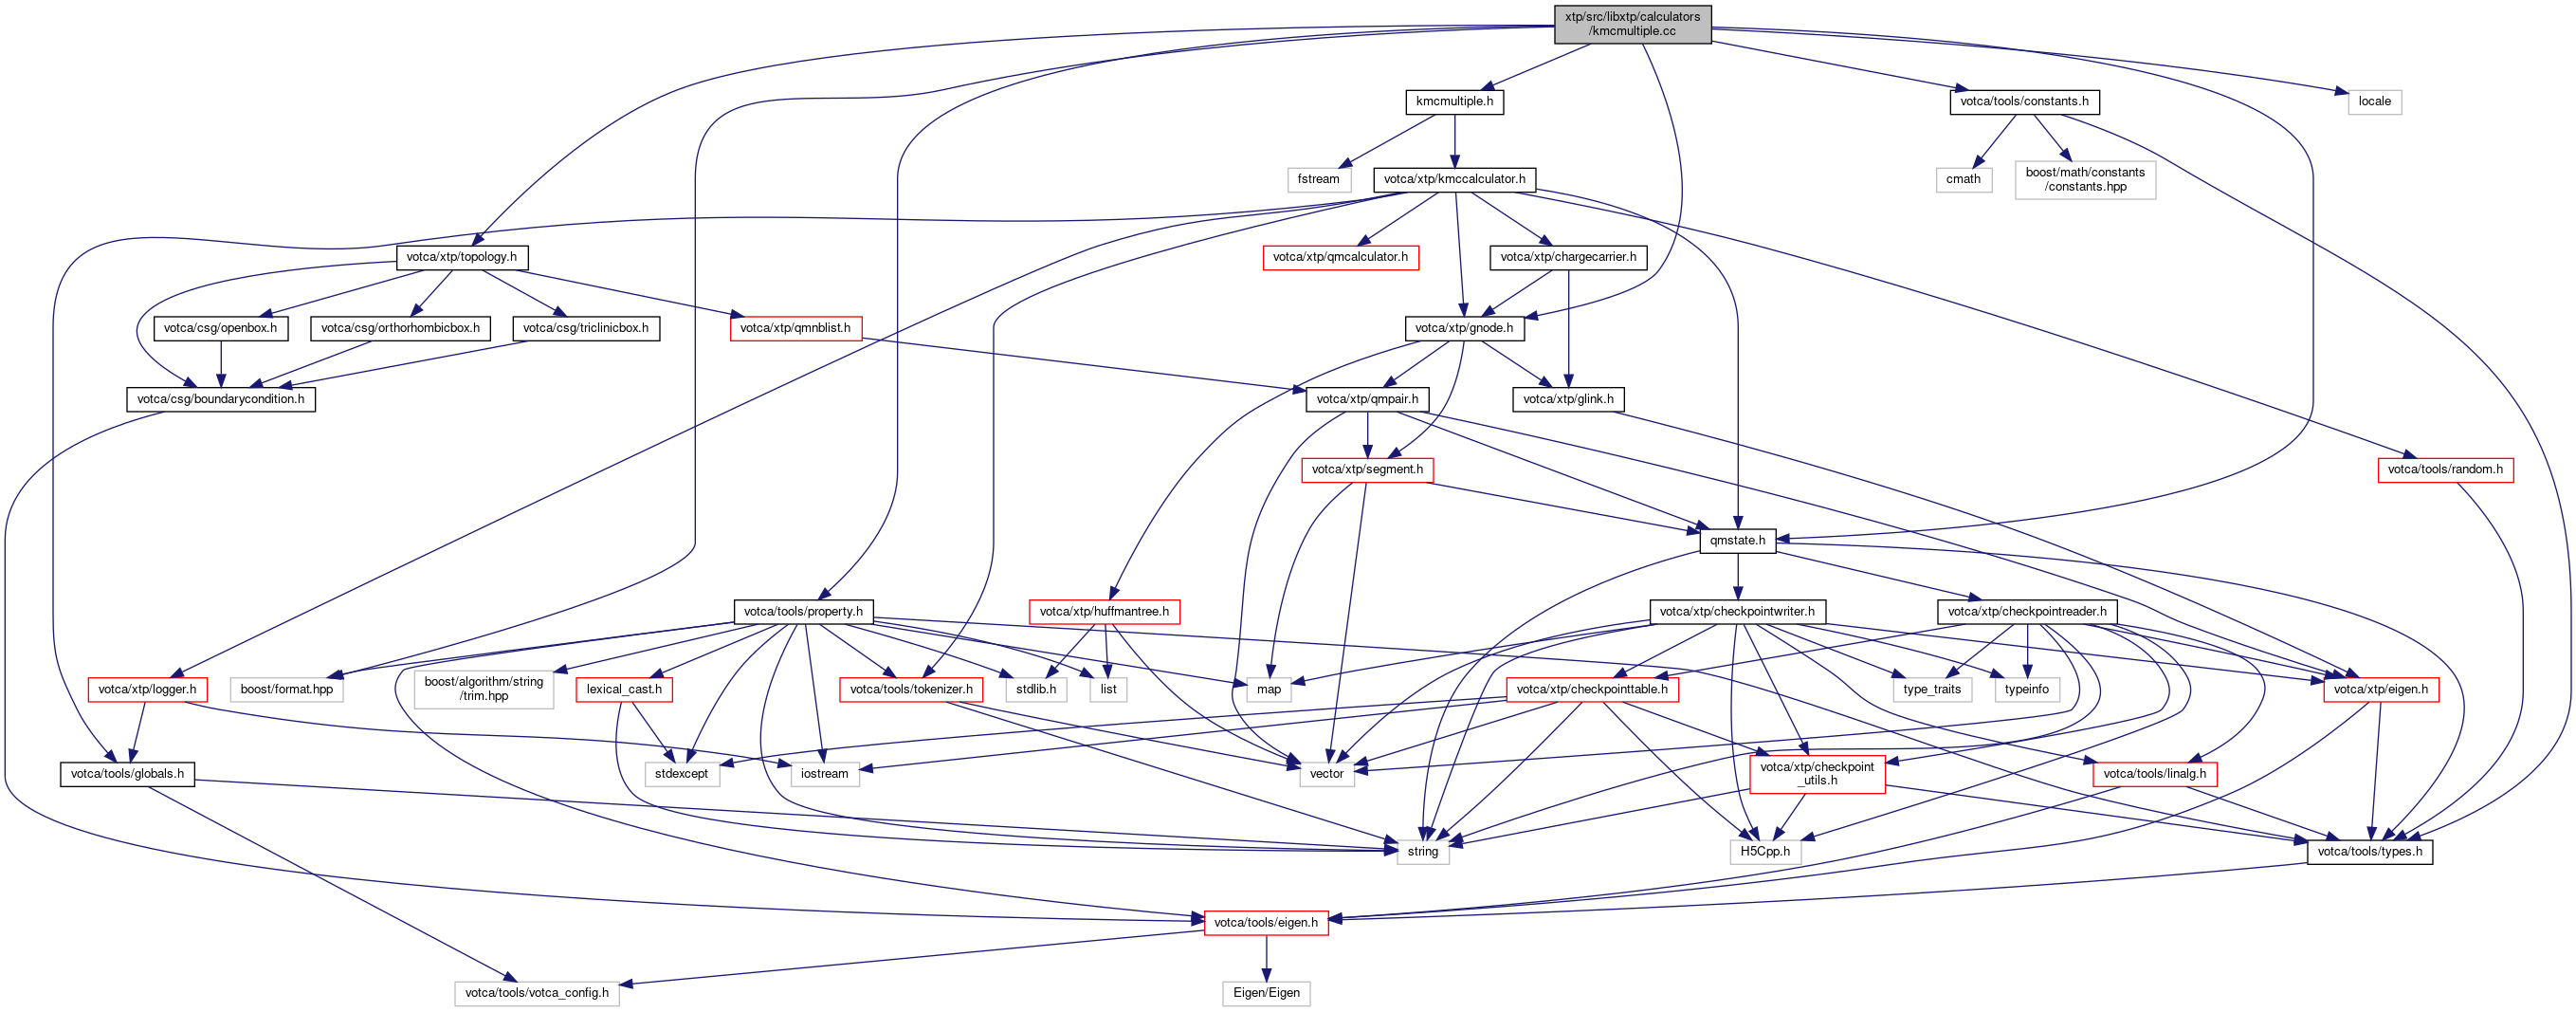 xtp/src/libxtp/calculators
/kmcmultiple.cc
kmcmultiple.h
votca/tools/constants.h
locale
fstream
votca/xtp/kmccalculator.h
cmath
boost/math/constants
/constants.hpp
votca/xtp/topology.h
votca/xtp/qmcalculator.h
votca/xtp/chargecarrier.h
votca/csg/openbox.h
votca/csg/orthorhombicbox.h
votca/csg/triclinicbox.h
votca/xtp/qmnblist.h
votca/xtp/gnode.h
votca/csg/boundarycondition.h
votca/xtp/qmpair.h
votca/xtp/glink.h
votca/xtp/segment.h
votca/tools/random.h
qmstate.h
votca/tools/property.h
votca/xtp/huffmantree.h
votca/xtp/checkpointwriter.h
votca/xtp/checkpointreader.h
votca/xtp/logger.h
boost/format.hpp
boost/algorithm/string
/trim.hpp
lexical_cast.h
votca/tools/tokenizer.h
stdlib.h
list
map
votca/xtp/checkpointtable.h
type_traits
typeinfo
votca/xtp/eigen.h
votca/tools/globals.h
stdexcept
iostream
vector
votca/xtp/checkpoint
_utils.h
votca/tools/linalg.h
string
H5Cpp.h
votca/tools/types.h
votca/tools/eigen.h
votca/tools/votca_config.h
Eigen/Eigen